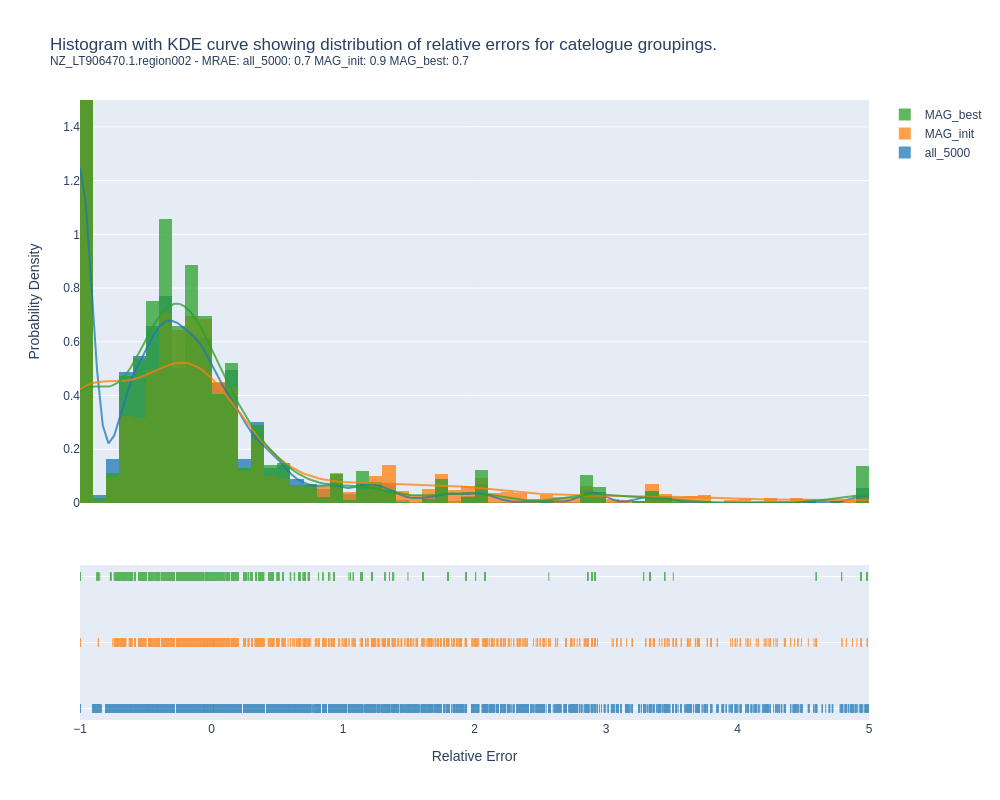 Histogram with KDE curve showing distribution of relative errors for catelogue groupings.
NZ_LT906470.1.region002 - MRAE: all_5000: 0.7 MAG_init: 0.9 MAG_best: 0.7
MAG_best
MAG_init
all_5000
Probability Density
1.4
1.2
1
0.8
0.6
0.4
0.2
0
−1 0 1 2 3 4 5
Relative Error